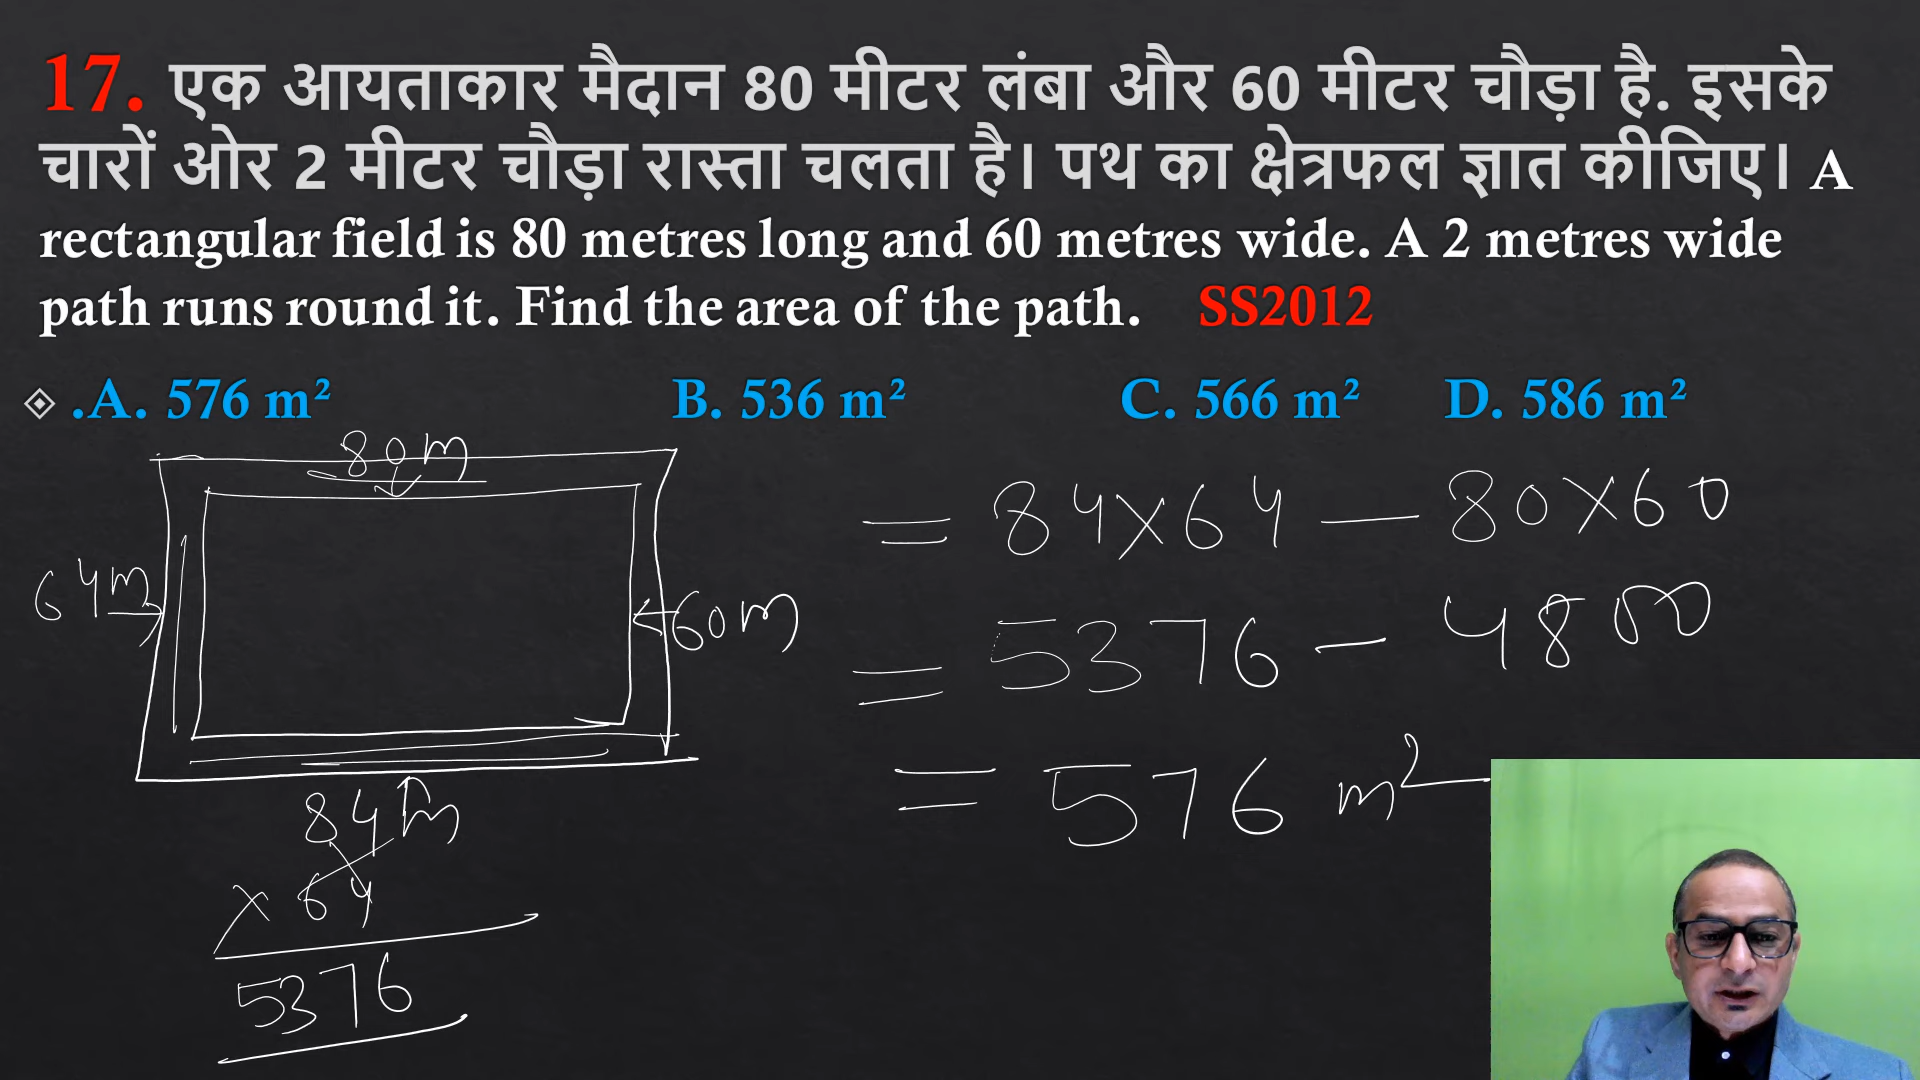 17. एक आयताकार मैदान 80 मीटर लंबा और 60 मीटर चौड़ा है. इसके
चारों ओर 2 मीटर चौड़ा रास्ता चलता है। पथ का क्षेत्रफल ज्ञात कीजिए। A
rectangular field is 80 metres long and 60 metres wide. A 2 metres wide
path runs round it. Find the area of the path. SS2012
.A. 576 m² B. 536 m² C. 566 m² D. 586 m²
80m
64m
60m
84m
× 64
5376
= 84×64 — 80×60
= 5376 — 4800
= 576 m²